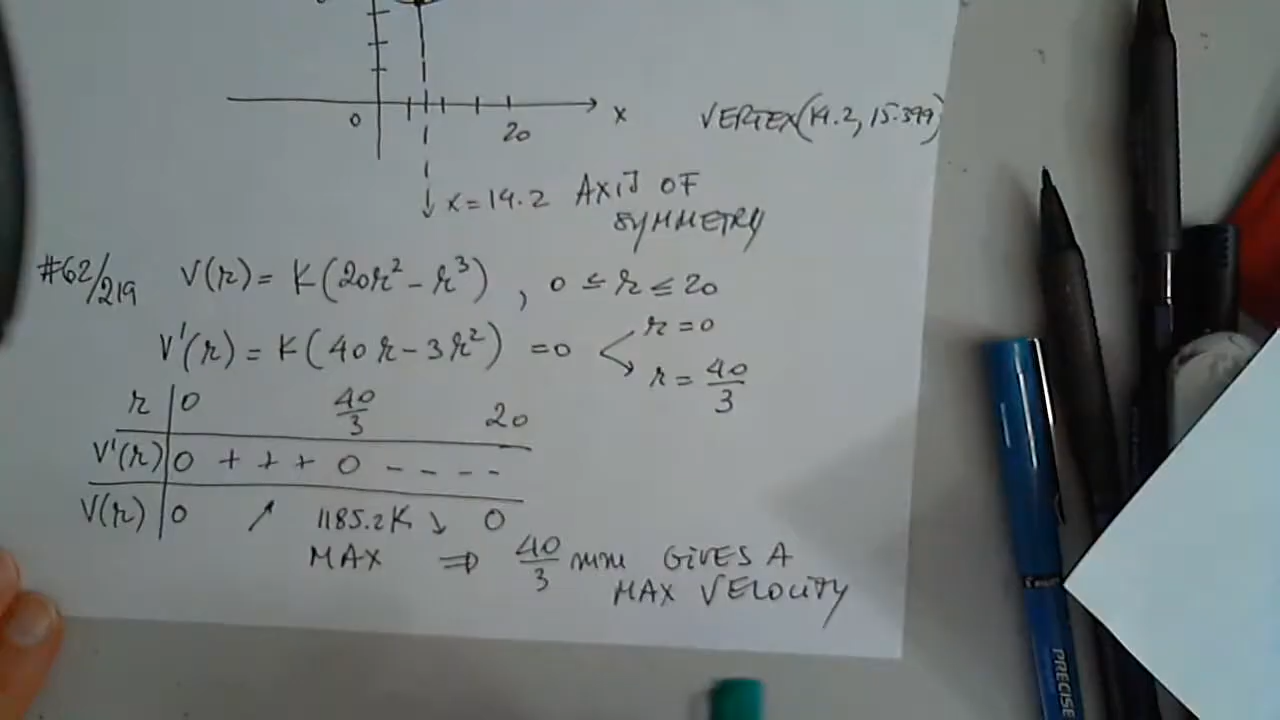 0 20 x VERTEX(14.2, 15.399)
x=14.2 AXIS OF
SYMMETRY
#62/219 V(r) = K(20r² - r³) , 0 ≤ r ≤ 20
V'(r) = K(40r - 3r²) = 0 r = 0
r = 40/3
r 0 40/3 20
V'(r) 0 + + + 0 - - - -
V(r) 0 ↗ 1185.2K ↘ 0
MAX ⇒ 40/3 mm GIVES A
MAX VELOCITY
PRECISE